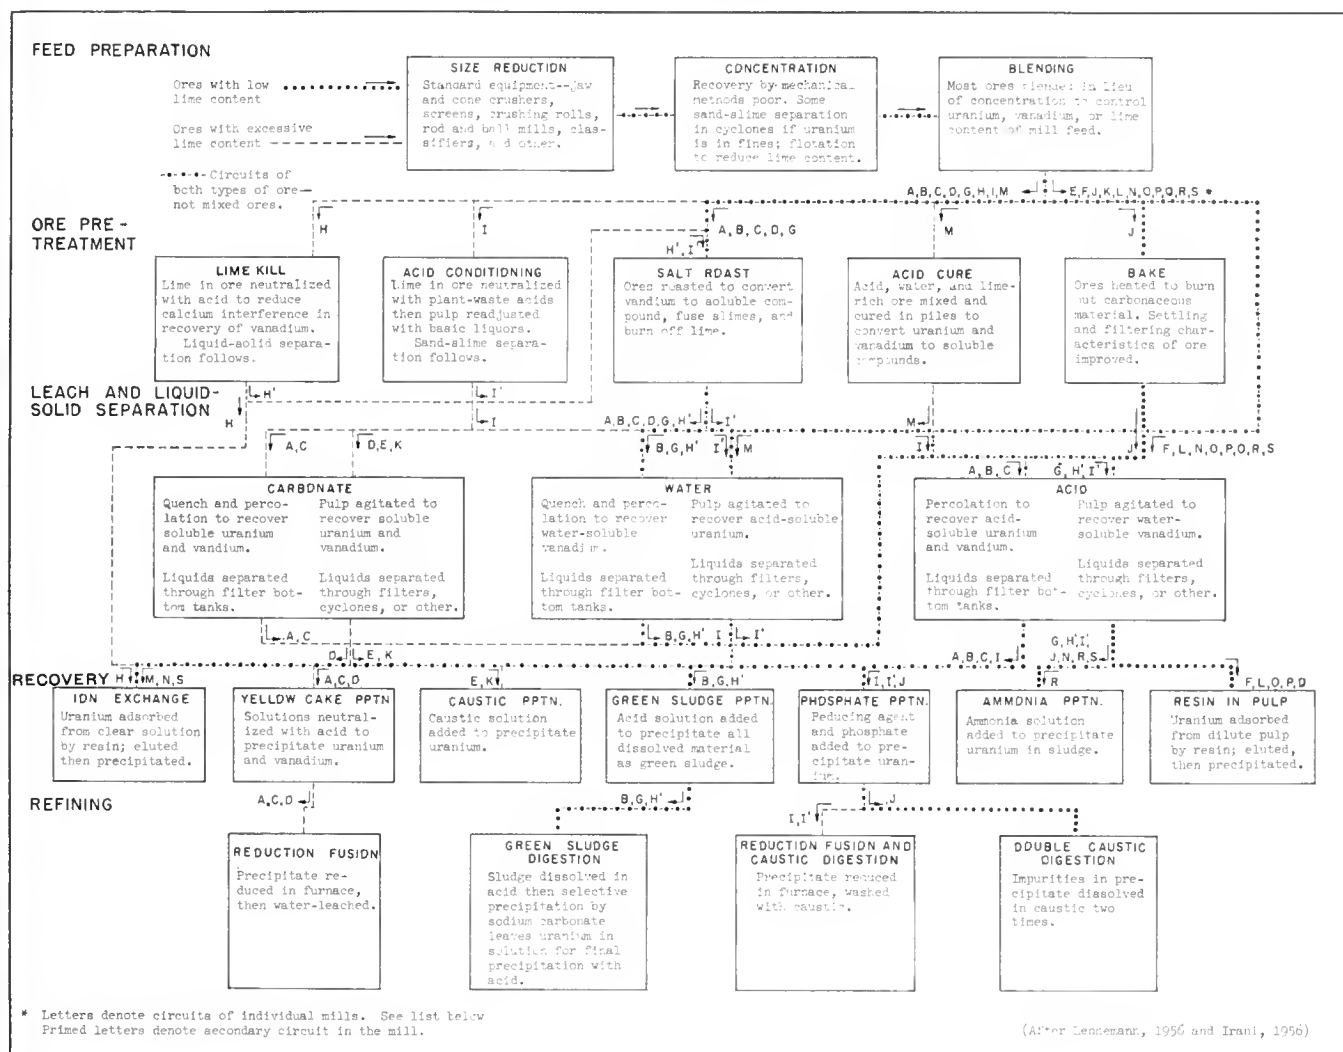 FEED PREPARATION
Ores with low
lime content
Ores with excessive
lime content
Circuits of
both types of ore—
not mixed ores.
SIZE REDUCTION
Standard equipment--jaw
and cone crushers,
screens, crushing rolls,
rod and ball mills, clas-
sifiers, and other.
CONCENTRATION
Recovery by mechanical
methods poor. Some
sand-slime separation
in cyclones if uranium
is in fines; flotation
to reduce lime content.
BLENDING
Most ores blended in lieu
of concentration to control
uranium, vanadium, or lime
content of mill feed.
A,B,C,D,G,H,I,M
E,F,J,K,L,N,O,P,Q,R,S *
ORE PRE-
TREATMENT
H
I
A,B,C,D,G
H',I'
M
J
LIME KILL
Lime in ore neutralized
with acid to reduce
calcium interference in
recovery of vanadium.
Liquid-solid separa-
tion follows.
ACID CONDITIONING
Lime in ore neutralized
with plant-waste acids
then pulp readjusted
with basic liquors.
Sand-slime separa-
tion follows.
SALT ROAST
Ores roasted to convert
vandium to soluble com-
pound, fuse slimes, and
burn off lime.
ACID CURE
Acid, water, and lime-
rich ore mixed and
cured in piles to
convert uranium and
vanadium to soluble
compounds.
BAKE
Ores heated to burn
out carbonaceous
material. Settling
and filtering char-
acteristics of ore
improved.
LEACH AND LIQUID-
SOLID SEPARATION
H
H'
I'
I
A,B,C,D,G,H'
I'
M
A,C
D,E,K
B,G,H'
I'
M
I
J
F,L,N,O,P,Q,R,S
A,B,C
G,H',I'
CARBONATE
Quench and perco-
lation to recover
soluble uranium
and vandium.
Liquids separated
through filter bot-
tom tanks.
Pulp agitated to
recover soluble
uranium and
vanadium.
Liquids separated
through filters,
cyclones, or other.
WATER
Quench and perco-
lation to recover
water-soluble
vanadium.
Liquids separated
through filter bot-
tom tanks.
Pulp agitated to
recover acid-soluble
uranium.
Liquids separated
through filters,
cyclones, or other.
ACID
Percolation to
recover acid-
soluble uranium
and vandium.
Liquids separated
through filter bot-
tom tanks.
Pulp agitated to
recover water-
soluble vanadium.
Liquids separated
through filters,
cyclones, or other.
A,C
D
E, K
B,G,H'
I
I'
A,B,C,I
G,H',I',
J,N,R,S
RECOVERY
H
M,N,S
A,C,D
E,K
B,G,H'
I,I',J
R
F,L,O,P,Q
ION EXCHANGE
Uranium adsorbed
from clear solution
by resin; eluted
then precipitated.
YELLOW CAKE PPTN
Solutions neutral-
ized with acid to
precipitate uranium
and vanadium.
CAUSTIC PPTN.
Caustic solution
added to precipitate
uranium.
GREEN SLUDGE PPTN.
Acid solution added
to precipitate all
dissolved material
as green sludge.
PHOSPHATE PPTN.
Reducing agent
and phosphate
added to pre-
cipitate uran-
ium.
AMMONIA PPTN.
Ammonia solution
added to precipitate
uranium in sludge.
RESIN IN PULP
Uranium adsorbed
from dilute pulp
by resin; eluted,
then precipitated.
REFINING
A,C,D
B,G,H'
I,I'
J
REDUCTION FUSION
Precipitate re-
duced in furnace,
then water-leached.
GREEN SLUDGE
DIGESTION
Sludge dissolved in
acid then selective
precipitation by
sodium carbonate
leaves uranium in
solution for final
precipitation with
acid.
REDUCTION FUSION AND
CAUSTIC DIGESTION
Precipitate reduced
in furnace, washed
with caustic.
DOUBLE CAUSTIC
DIGESTION
Impurities in pre-
cipitate dissolved
in caustic two
times.
* Letters denote circuits of individual mills. See list below
Primed letters denote secondary circuit in the mill.
(After Lennemann, 1956 and Irani, 1956)